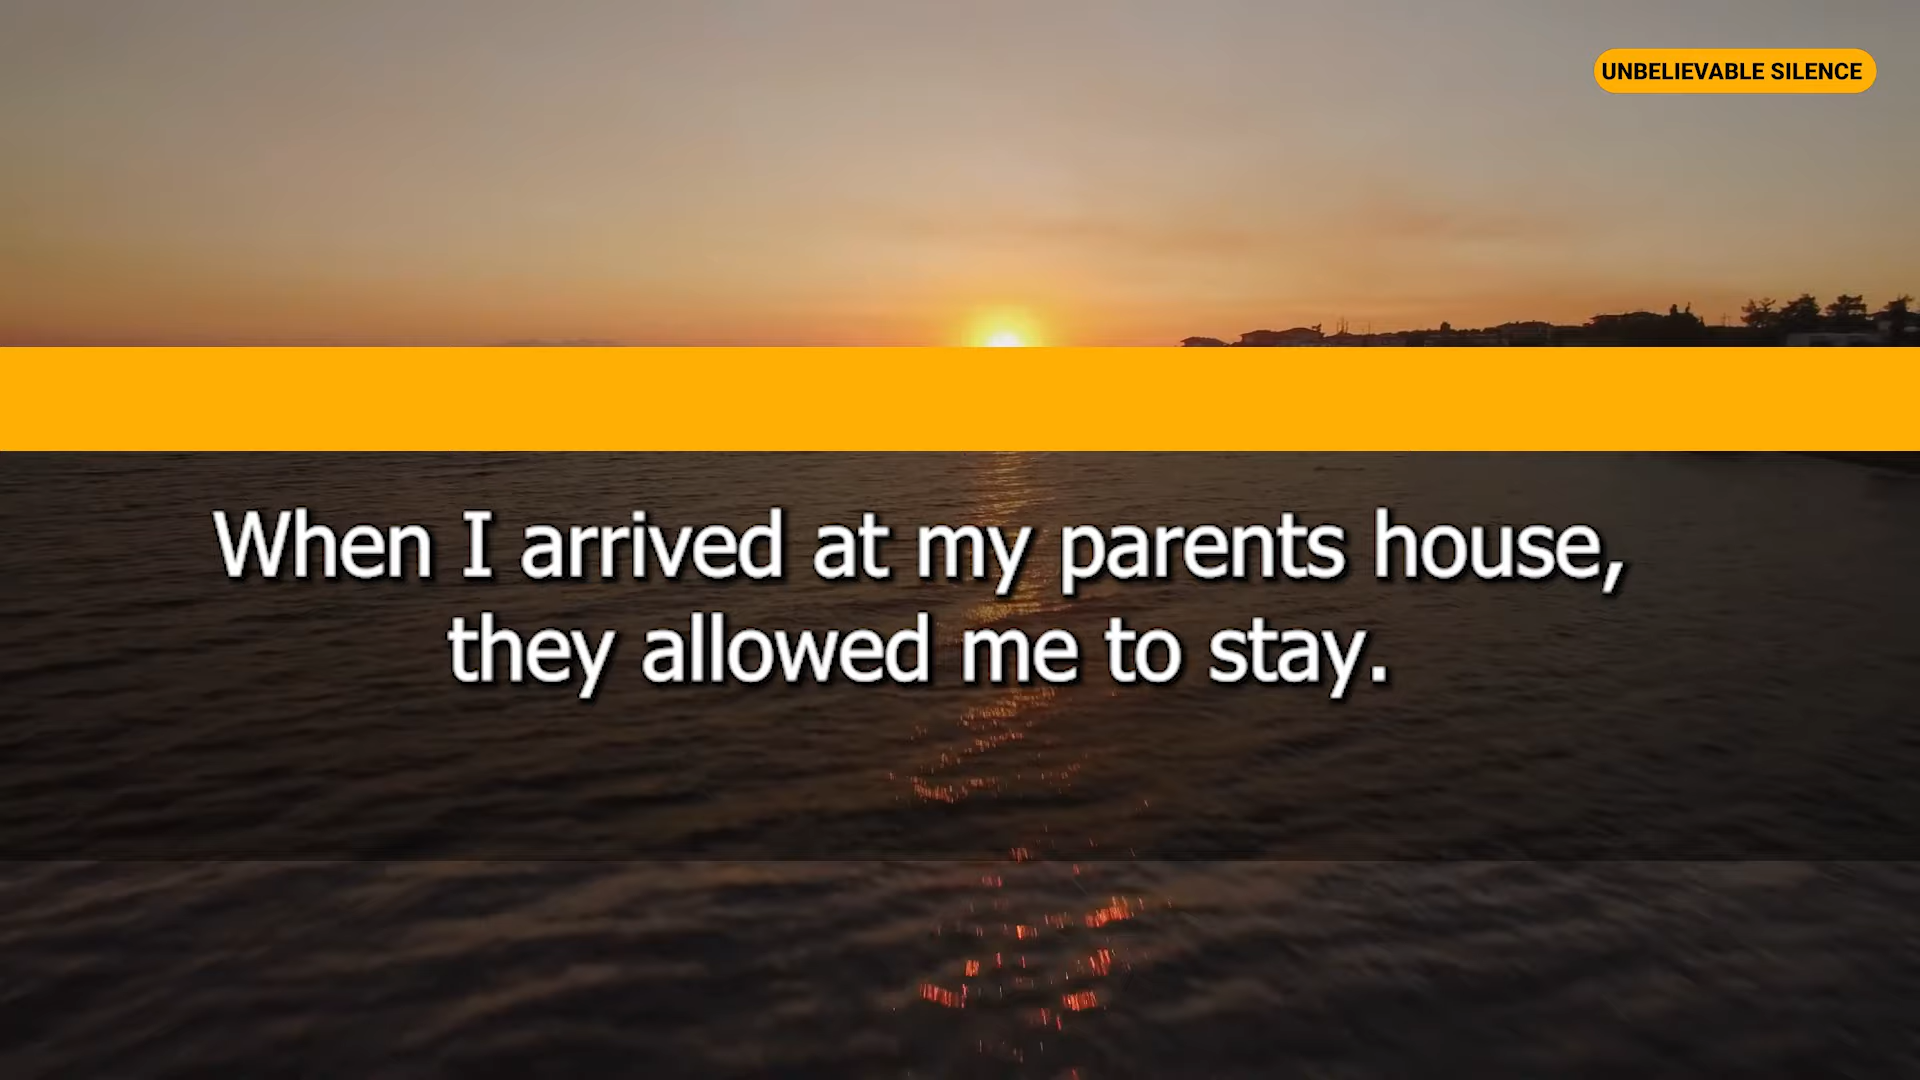 UNBELIEVABLE SILENCE
When I arrived at my parents house,
they allowed me to stay.